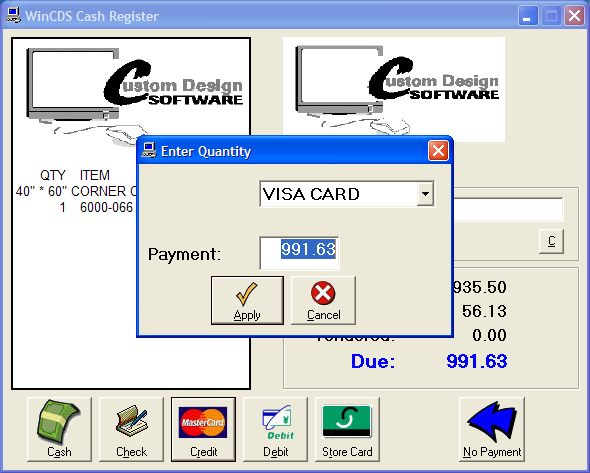 WinCDS Cash Register
Custom Design
SOFTWARE
Custom Design
SOFTWARE
QTY ITEM
40" * 60" CORNER
1 6000-066
Enter Quantity
VISA CARD
Payment: 991.63
Apply Cancel
C
935.50
56.13
0.00
Due: 991.63
MasterCard
Debit
Cash Check Credit Debit Store Card No Payment